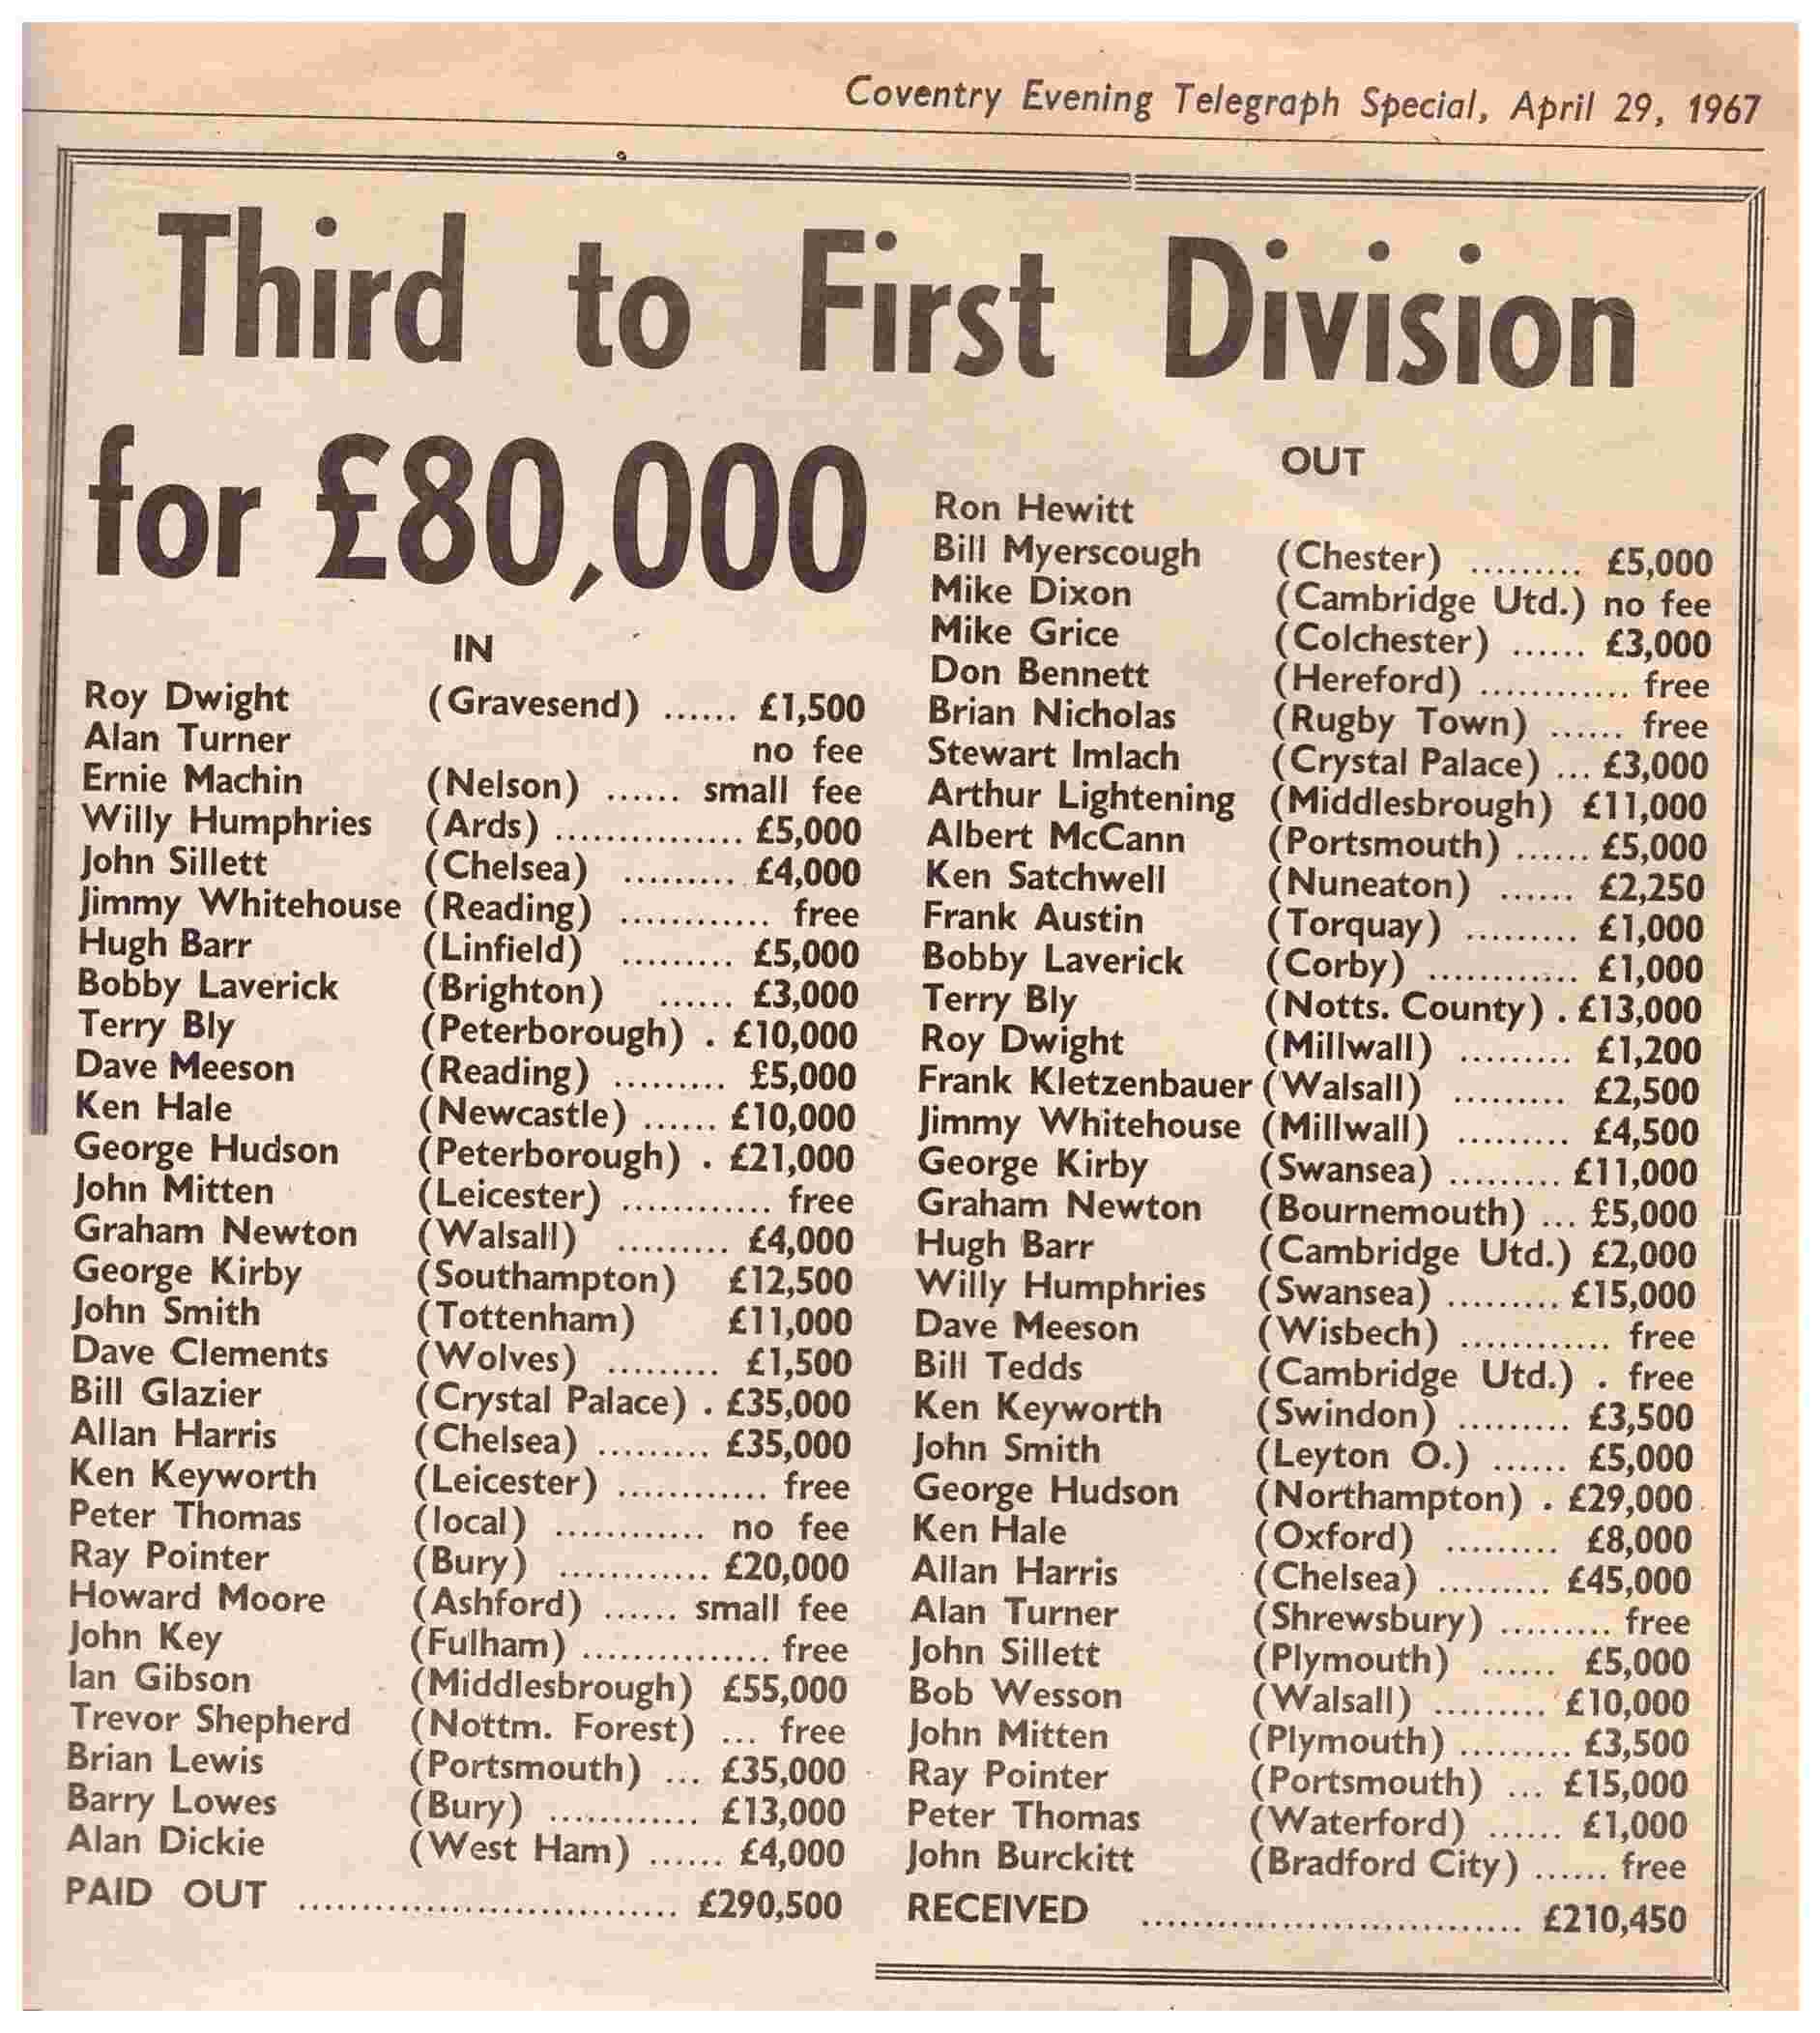 Coventry Evening Telegraph Special, April 29, 1967
Third to First Division
for £80,000
IN
Roy Dwight (Gravesend) ...... £1,500
Alan Turner no fee
Ernie Machin (Nelson) ...... small fee
Willy Humphries (Ards) ............... £5,000
John Sillett (Chelsea) ......... £4,000
Jimmy Whitehouse (Reading) ............ free
Hugh Barr (Linfield) ......... £5,000
Bobby Laverick (Brighton) ...... £3,000
Terry Bly (Peterborough) . £10,000
Dave Meeson (Reading) ......... £5,000
Ken Hale (Newcastle) ...... £10,000
George Hudson (Peterborough) . £21,000
John Mitten (Leicester) ............ free
Graham Newton (Walsall) ......... £4,000
George Kirby (Southampton) £12,500
John Smith (Tottenham) £11,000
Dave Clements (Wolves) ......... £1,500
Bill Glazier (Crystal Palace) . £35,000
Allan Harris (Chelsea) ......... £35,000
Ken Keyworth (Leicester) ............ free
Peter Thomas (local) ............ no fee
Ray Pointer (Bury) ............ £20,000
Howard Moore (Ashford) ...... small fee
John Key (Fulham) ............... free
Ian Gibson (Middlesbrough) £55,000
Trevor Shepherd (Nottm. Forest) ... free
Brian Lewis (Portsmouth) ... £35,000
Barry Lowes (Bury) ............ £13,000
Alan Dickie (West Ham) ...... £4,000
PAID OUT .............................. £290,500
OUT
Ron Hewitt
Bill Myerscough (Chester) ......... £5,000
Mike Dixon (Cambridge Utd.) no fee
Mike Grice (Colchester) ...... £3,000
Don Bennett (Hereford) ............ free
Brian Nicholas (Rugby Town) ...... free
Stewart Imlach (Crystal Palace) ... £3,000
Arthur Lightening (Middlesbrough) £11,000
Albert McCann (Portsmouth) ...... £5,000
Ken Satchwell (Nuneaton) ...... £2,250
Frank Austin (Torquay) ......... £1,000
Bobby Laverick (Corby) ............ £1,000
Terry Bly (Notts. County) . £13,000
Roy Dwight (Millwall) ......... £1,200
Frank Kletzenbauer (Walsall) ......... £2,500
Jimmy Whitehouse (Millwall) ......... £4,500
George Kirby (Swansea) ......... £11,000
Graham Newton (Bournemouth) ... £5,000
Hugh Barr (Cambridge Utd.) £2,000
Willy Humphries (Swansea) ......... £15,000
Dave Meeson (Wisbech) ............ free
Bill Tedds (Cambridge Utd.) . free
Ken Keyworth (Swindon) ......... £3,500
John Smith (Leyton O.) ...... £5,000
George Hudson (Northampton) . £29,000
Ken Hale (Oxford) ......... £8,000
Allan Harris (Chelsea) ......... £45,000
Alan Turner (Shrewsbury) ......... free
John Sillett (Plymouth) ...... £5,000
Bob Wesson (Walsall) ......... £10,000
John Mitten (Plymouth) ......... £3,500
Ray Pointer (Portsmouth) ... £15,000
Peter Thomas (Waterford) ...... £1,000
John Burckitt (Bradford City) ...... free
RECEIVED .............................. £210,450